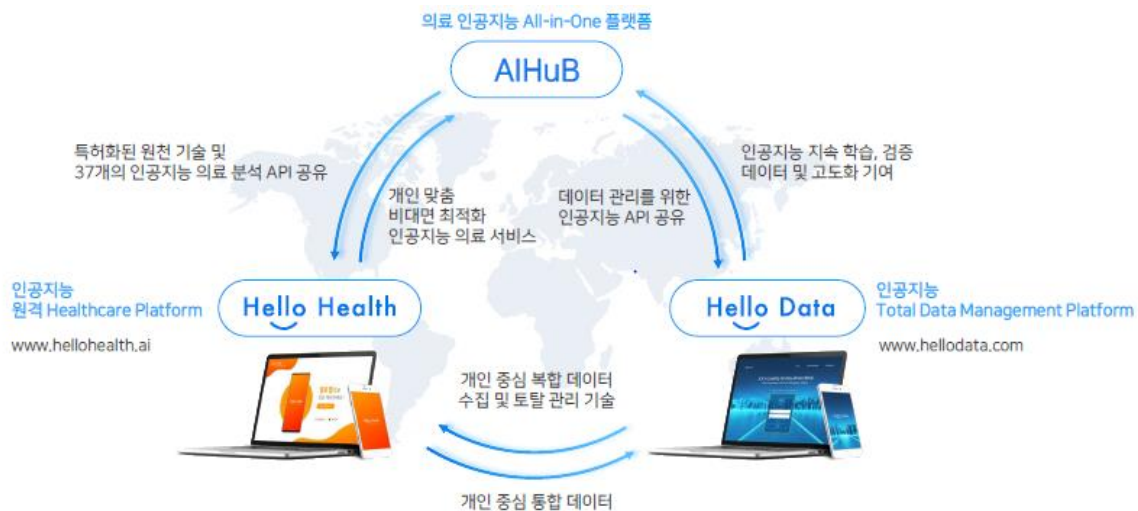 의료 인공지능 All-in-One 플랫폼
AIHuB
특허화된 원천 기술 및
37개의 인공지능 의료 분석 API 공유
개인 맞춤
비대면 최적화
인공지능 의료 서비스
데이터 관리를 위한
인공지능 API 공유
인공지능 지속 학습, 검증
데이터 및 고도화 기여
인공지능
원격 Healthcare Platform
www.hellohealth.ai
Hello Health
Hello Data
인공지능
Total Data Management Platform
www.hellodata.com
개인 중심 복합 데이터
수집 및 토탈 관리 기술
개인 중심 통합 데이터